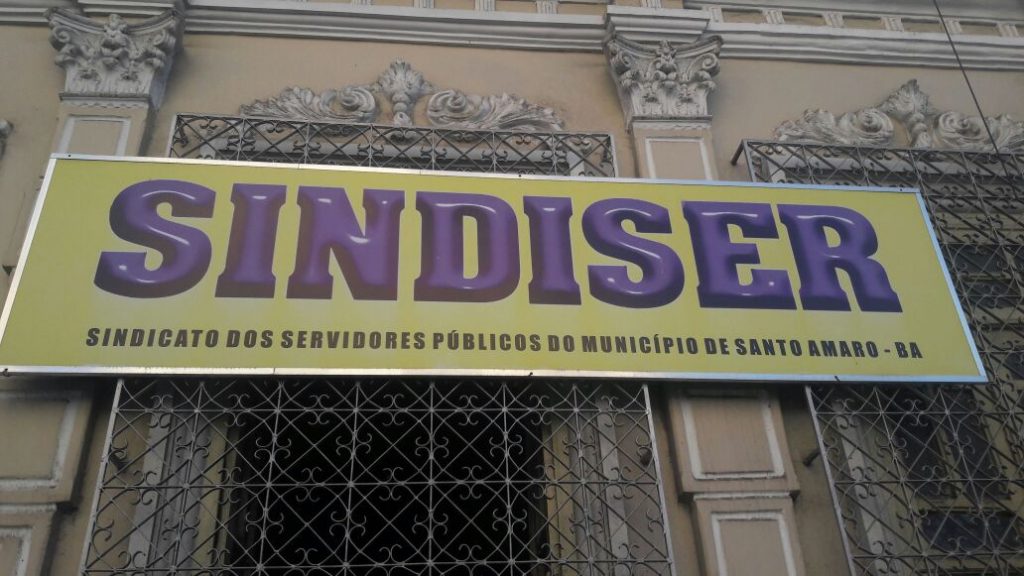 SINDISER
SINDICATO DOS SERVIDORES PÚBLICOS DO MUNICÍPIO DE SANTO AMARO - BA